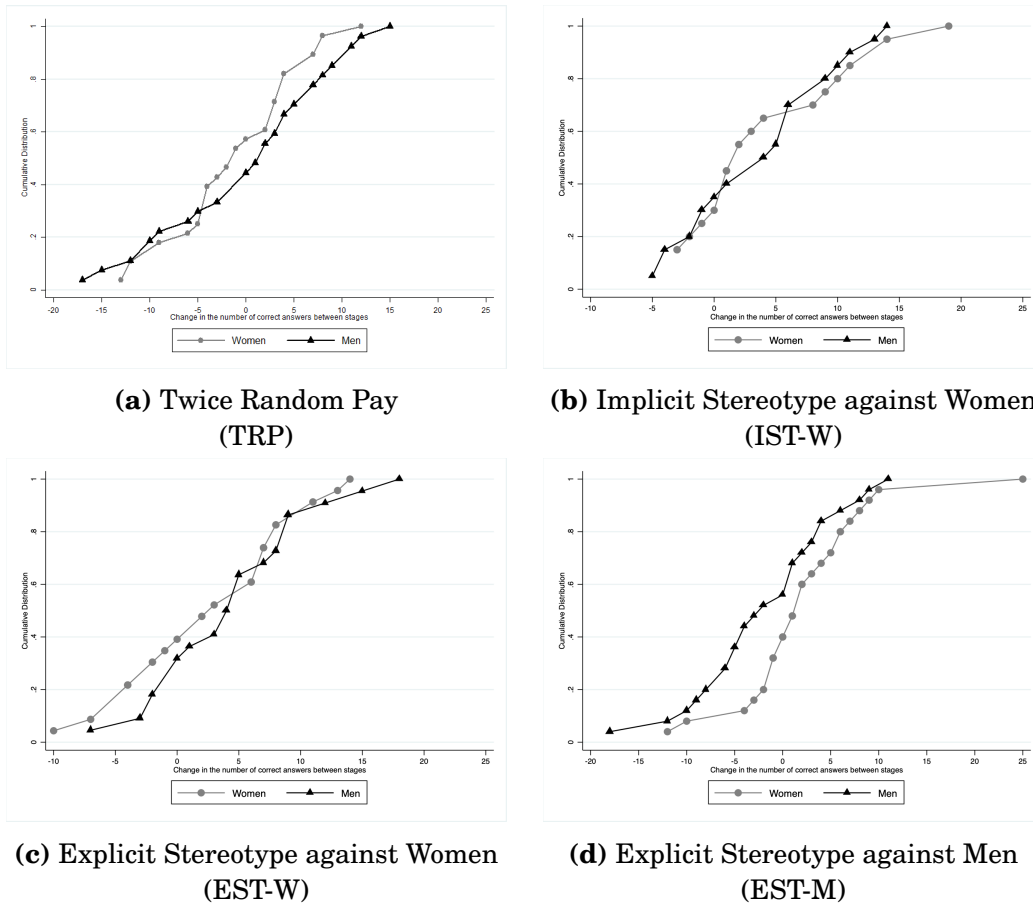 Cumulative Distribution
0 .2 .4 .6 .8 1
-20 -15 -10 -5 0 5 10 15 20 25
Change in the number of correct answers between stages
Women Men
(a) Twice Random Pay
(TRP)
Cumulative Distribution
0 .2 .4 .6 .8 1
-10 -5 0 5 10 15 20 25
Change in the number of correct answers between stages
Women Men
(b) Implicit Stereotype against Women
(IST-W)
Cumulative Distribution
0 .2 .4 .6 .8 1
-10 -5 0 5 10 15 20 25
Change in the number of correct answers between stages
Women Men
(c) Explicit Stereotype against Women
(EST-W)
Cumulative Distribution
0 .2 .4 .6 .8 1
-20 -15 -10 -5 0 5 10 15 20 25
Change in the number of correct answers between stages
Women Men
(d) Explicit Stereotype against Men
(EST-M)